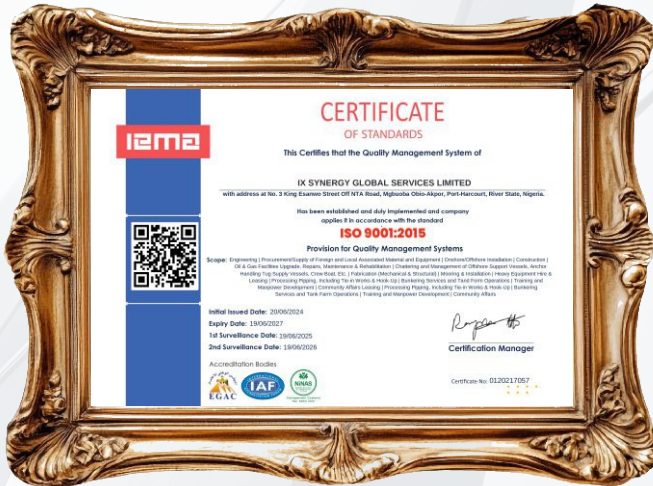 CERTIFICATE
OF STANDARDS
This Certifies that the Quality Management System of
IEMA
IX SYNERGY GLOBAL SERVICES LIMITED
with address at No. 3 King Esanwo Street Off NTA Road, Mgbuoba Obio-Akpor, Port-Harcourt, River State, Nigeria.
Has been established and duly implemented and company
applies it in accordance with the standard
ISO 9001:2015
Provision for Quality Management Systems
Scope: Engineering | Procurement/Supply of Foreign and Local Associated Material and Equipment | Onshore/Offshore Installation | Construction |
Oil & Gas Facilities Upgrade, Repairs, Maintenance & Rehabilitation | Chartering and Management of Offshore Support Vessels, Anchor
Handling Tug Supply Vessels, Crew Boat, Etc. | Fabrication (Mechanical & Structural) | Mooring & Installation | Heavy Equipment Hire &
Leasing | Processing Pipping, Including Tie-in Works & Hook-Up | Bunkering Services and Tank Farm Operations | Training and
Manpower Development | Community Affairs Leasing | Processing Pipping, Including Tie-in Works & Hook-Up | Bunkering
Services and Tank Farm Operations | Training and Manpower Development | Community Affairs
Initial Issued Date: 20/06/2024
Expiry Date: 19/06/2027
1st Surveillance Date: 19/06/2025
2nd Surveillance Date: 19/06/2026
Certification Manager
Accreditation Bodies
EGAC
IAF
NiNAS
Certificate No: 0120217057